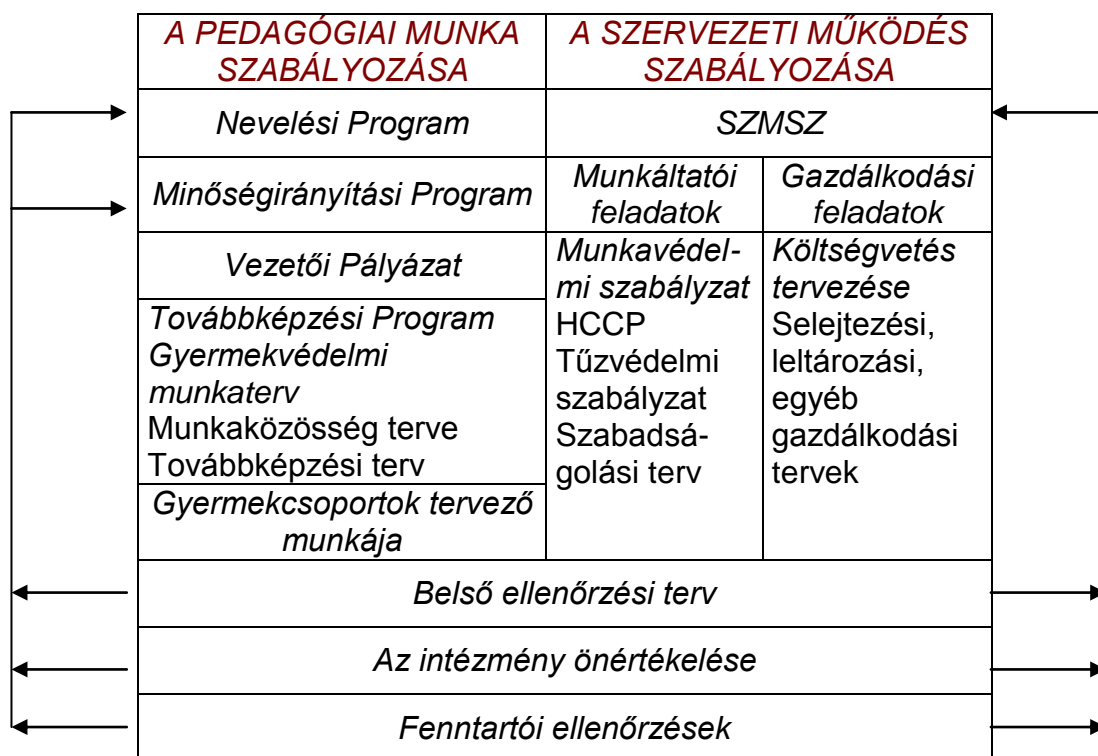 A PEDAGÓGIAI MUNKA
SZABÁLYOZÁSA
A SZERVEZETI MŰKÖDÉS
SZABÁLYOZÁSA
Nevelési Program
SZMSZ
Minőségirányítási Program
Munkáltatói
feladatok
Gazdálkodási
feladatok
Vezetői Pályázat
Továbbképzési Program
Gyermekvédelmi
munkaterv
Munkaközösség terve
Továbbképzési terv
Gyermekcsoportok tervező
munkája
Munkavédel-
mi szabályzat
HCCP
Tűzvédelmi
szabályzat
Szabadsá-
golási terv
Költségvetés
tervezése
Selejtezési,
leltározási,
egyéb
gazdálkodási
tervek
Belső ellenőrzési terv
Az intézmény önértékelése
Fenntartói ellenőrzések